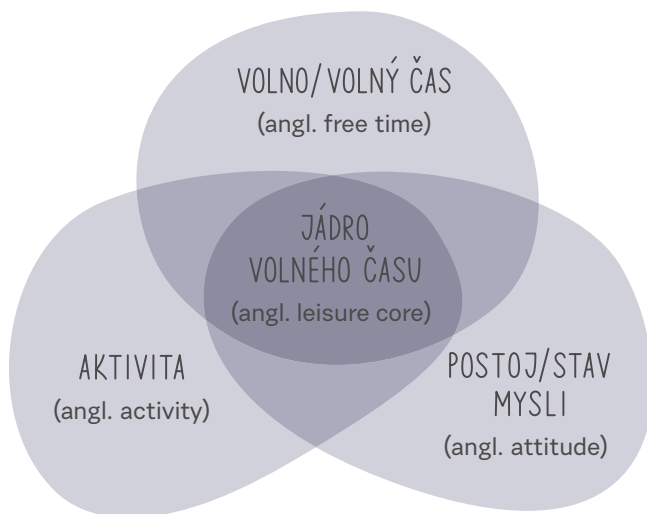 VOLNO/VOLNÝ ČAS
(angl. free time)
JÁDRO
VOLNÉHO ČASU
(angl. leisure core)
AKTIVITA
(angl. activity)
POSTOJ/STAV
MYSLI
(angl. attitude)